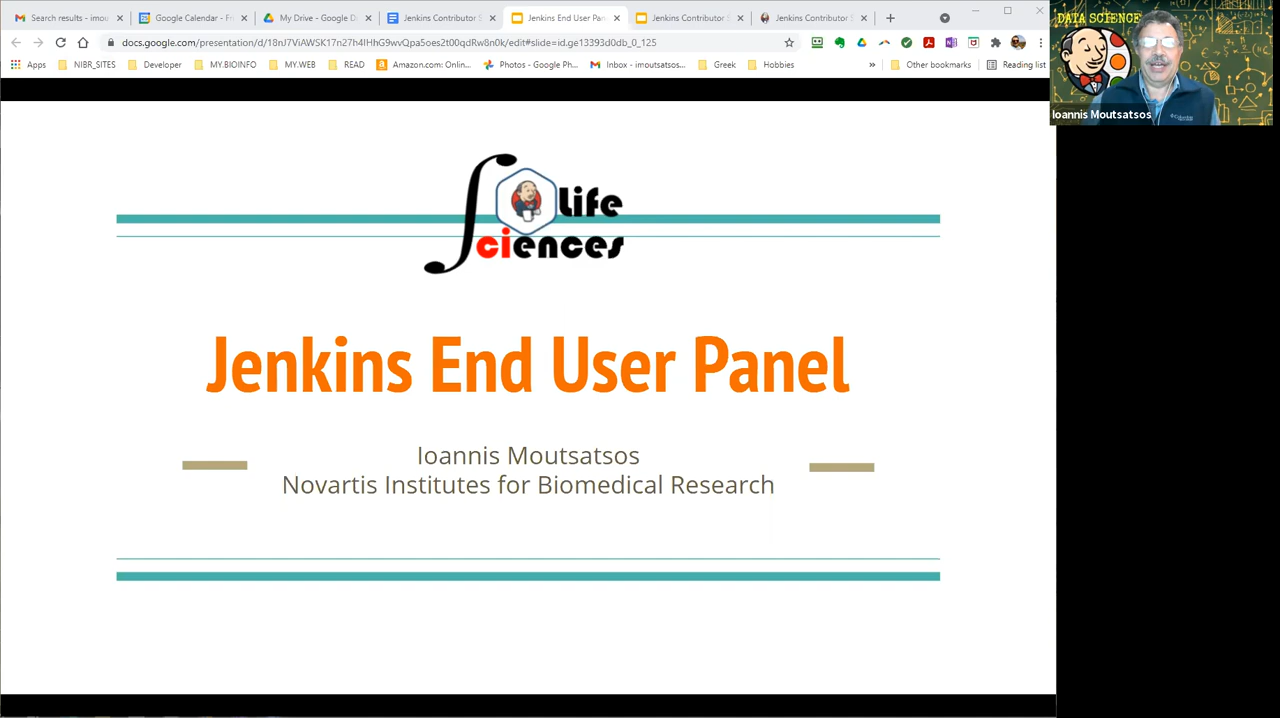 Search results - imou
Google Calendar - Fri
My Drive - Google D
Jenkins Contributor S
Jenkins End User Pan
Jenkins Contributor S
Jenkins Contributor S
docs.google.com/presentation/d/18nJ7ViAWSK17n27h4IHhG9wvQpa5oes2t00qdRw8n0k/edit#slide=id.ge13393d0db_0_125
Apps
NIBR_SITES
Developer
MY.BIOINFO
MY.WEB
READ
Amazon.com: Onlin...
Photos - Google Ph...
Inbox - imoutsatsos...
Greek
Hobbies
»
Other bookmarks
Reading list
DATA SCIENCE
Ioannis Moutsatsos
Life
ciences
Jenkins End User Panel
Ioannis Moutsatsos
Novartis Institutes for Biomedical Research